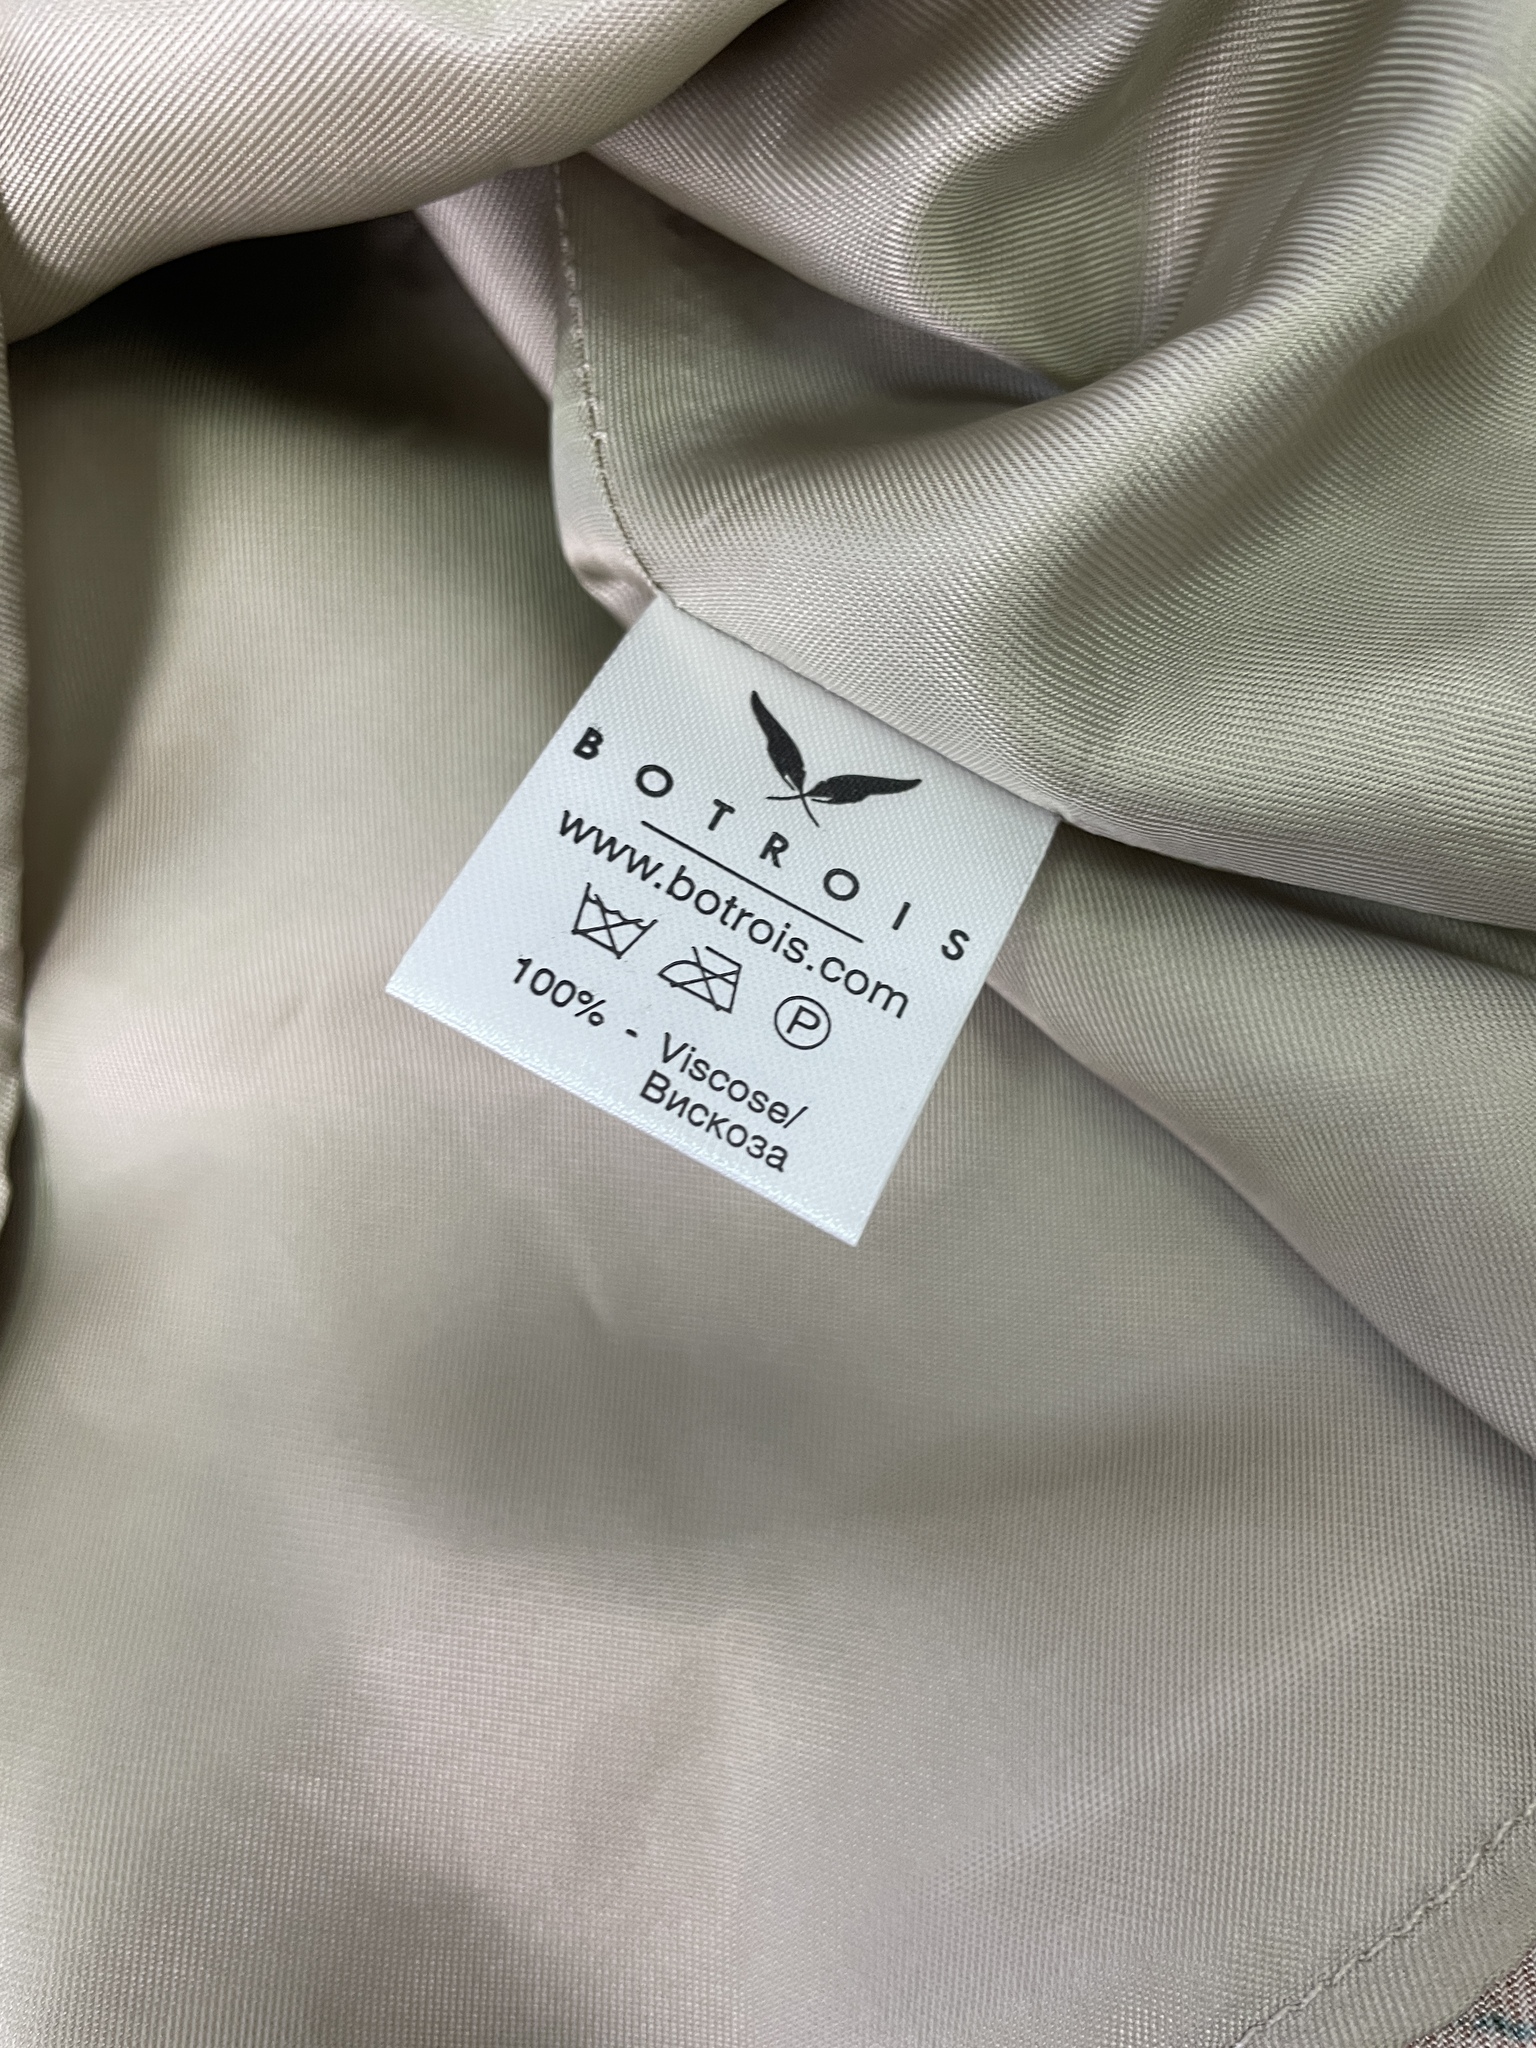 BOTROIS
www.botrois.com
P
100% - Viscose/
Вискоза